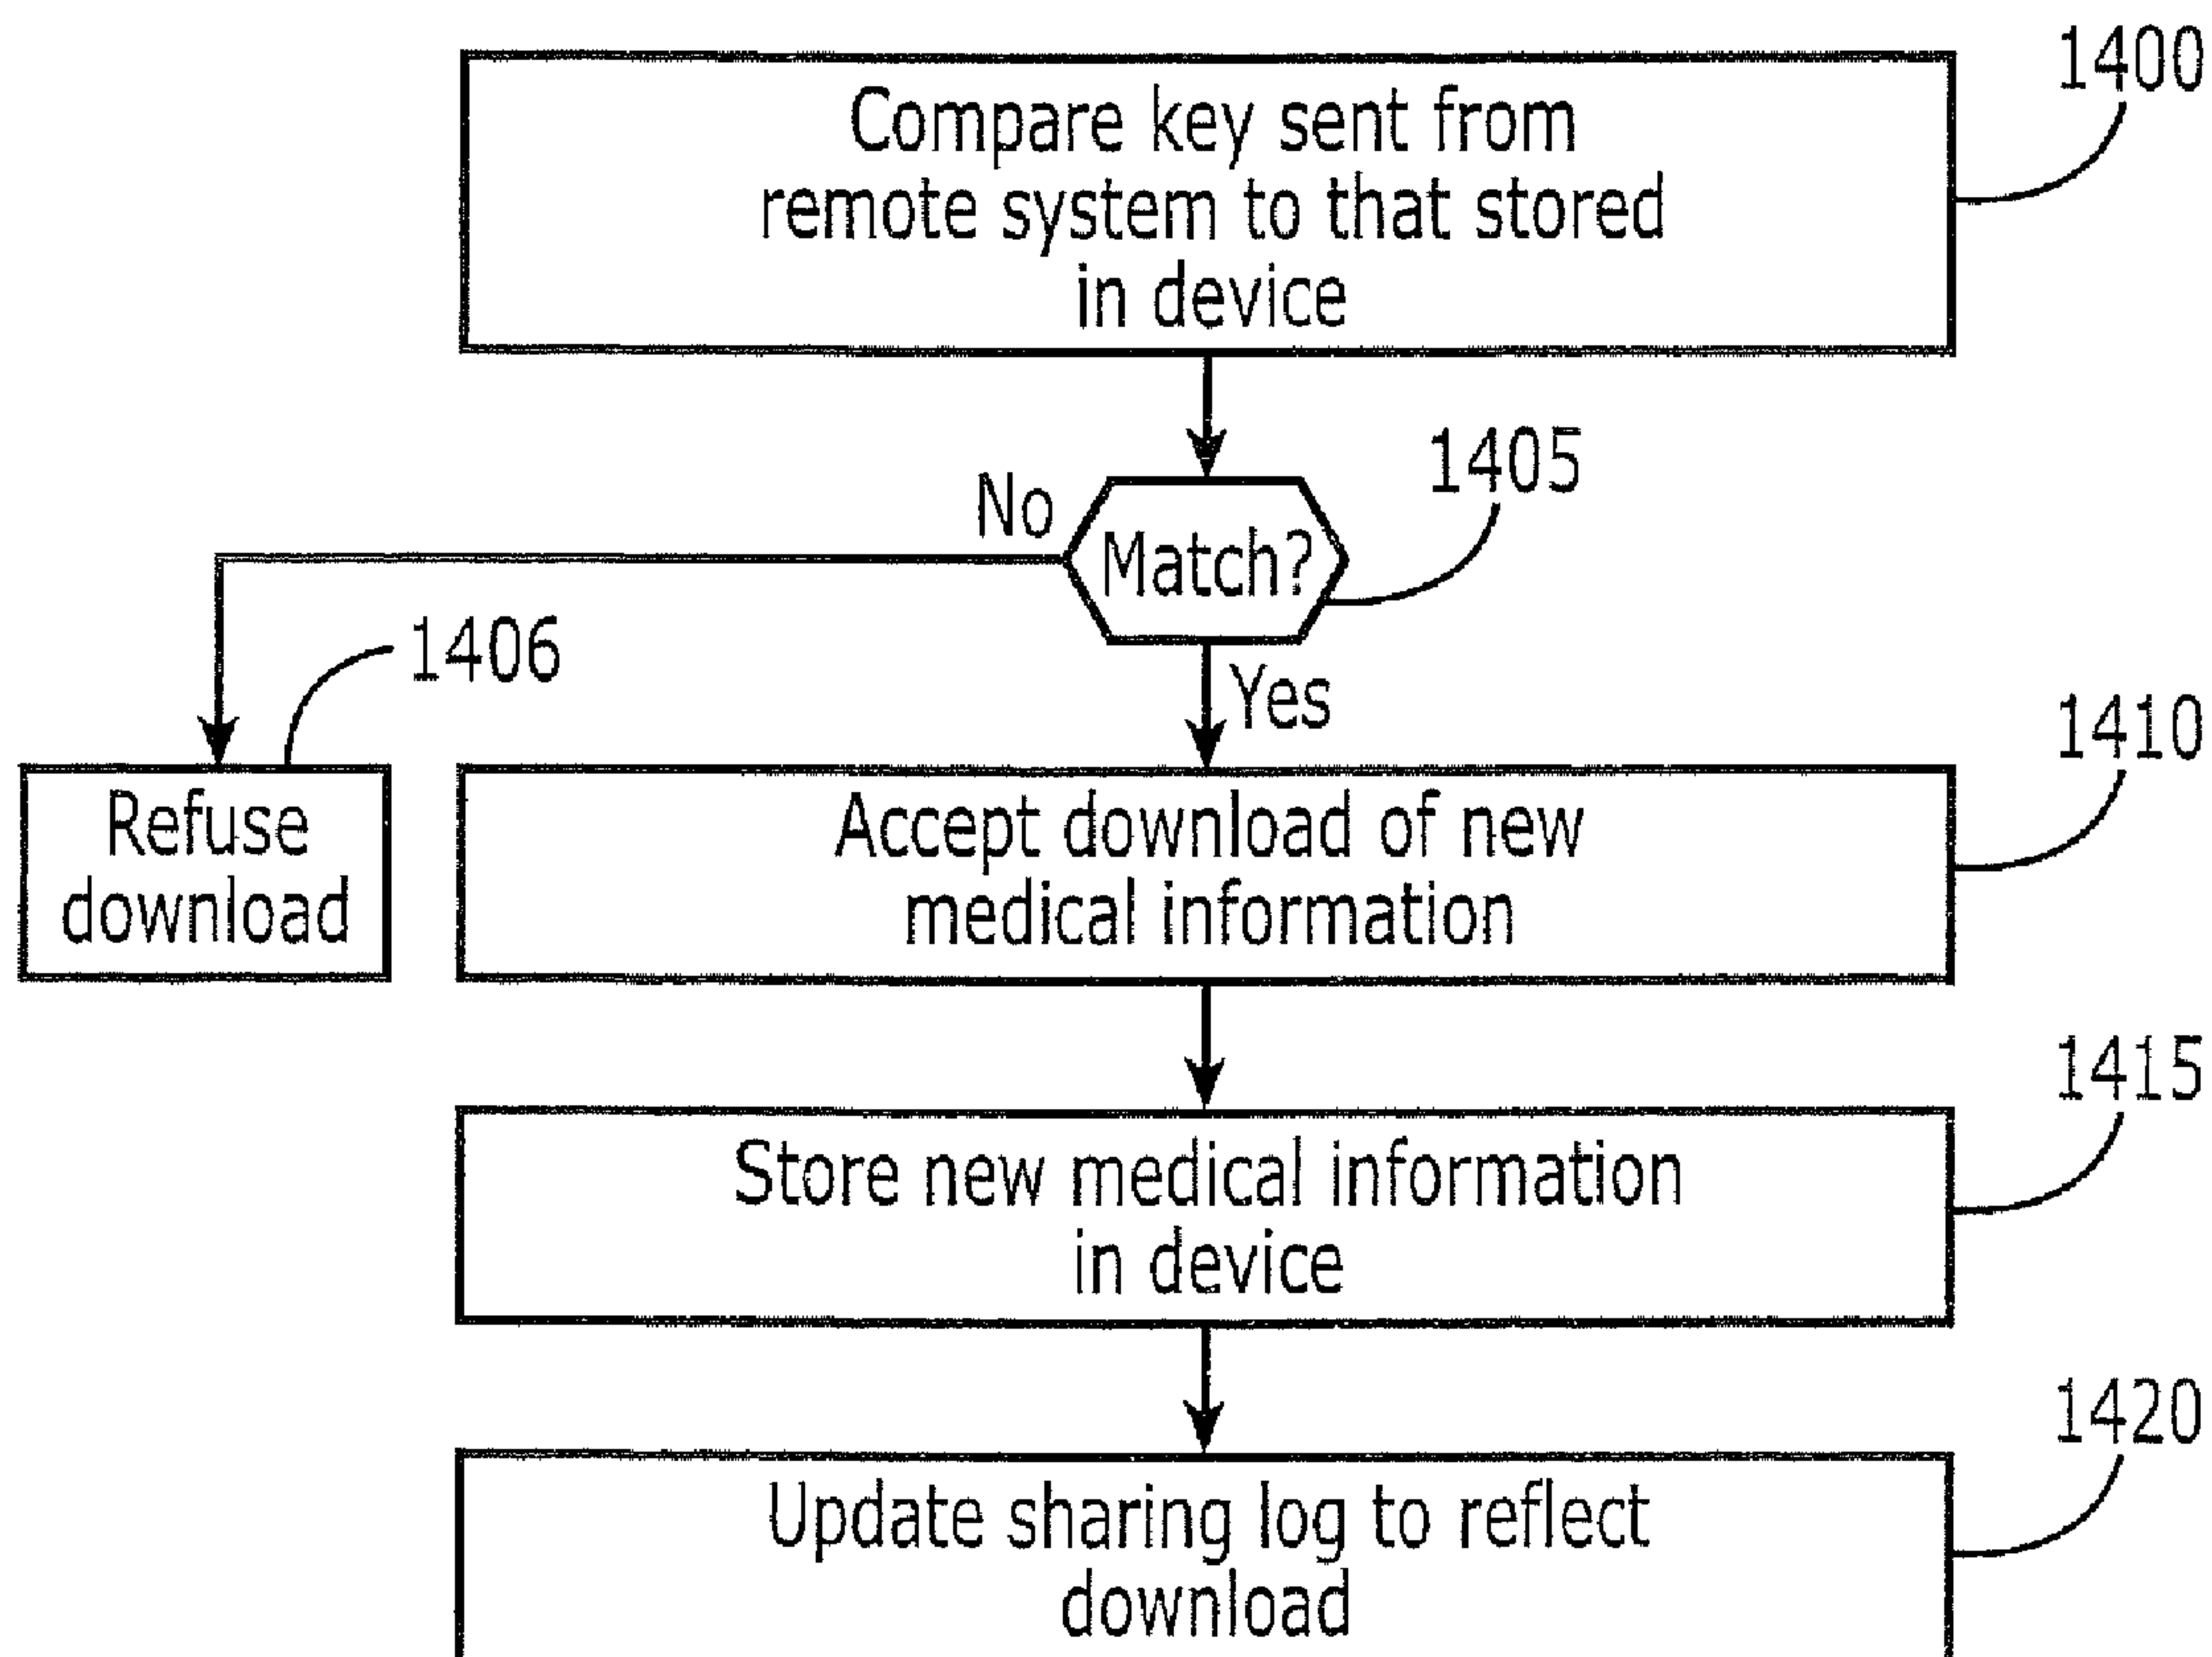 1400
Compare key sent from
remote system to that stored
in device
1405
No
Match?
1406
Yes
1410
Refuse
download
Accept download of new
medical information
1415
Store new medical information
in device
1420
Update sharing log to reflect
download